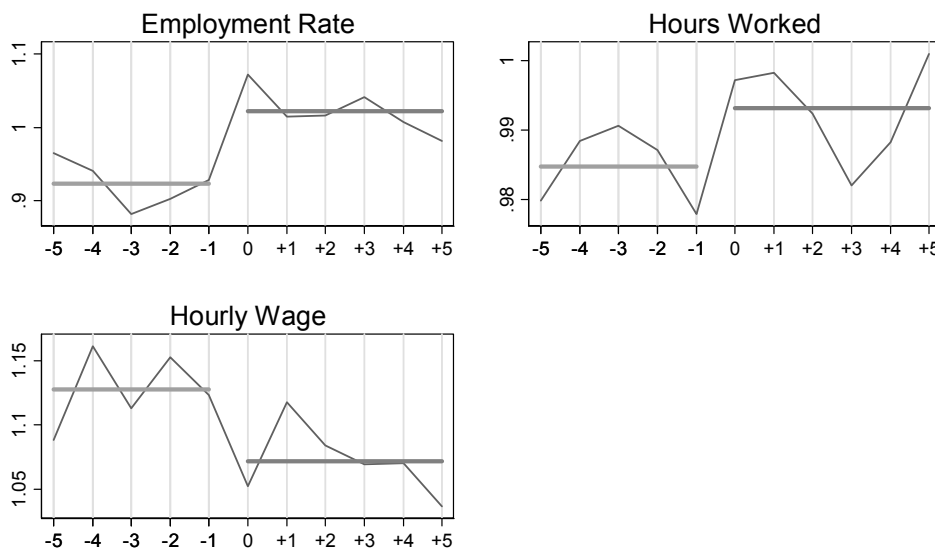 Employment Rate
1.1
1
.9
-5 -4 -3 -2 -1 0 +1 +2 +3 +4 +5
Hours Worked
1
.99
.98
-5 -4 -3 -2 -1 0 +1 +2 +3 +4 +5
Hourly Wage
1.15
1.1
1.05
-5 -4 -3 -2 -1 0 +1 +2 +3 +4 +5